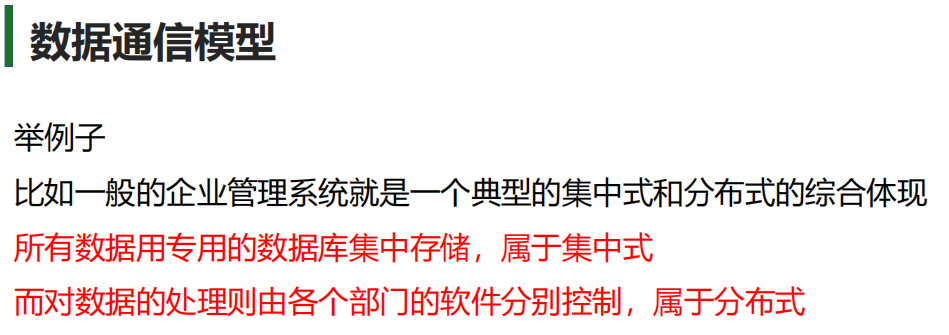 数据通信模型
举例子
比如一般的企业管理系统就是一个典型的集中式和分布式的综合体现
所有数据用专用的数据库集中存储，属于集中式
而对数据的处理则由各个部门的软件分别控制，属于分布式